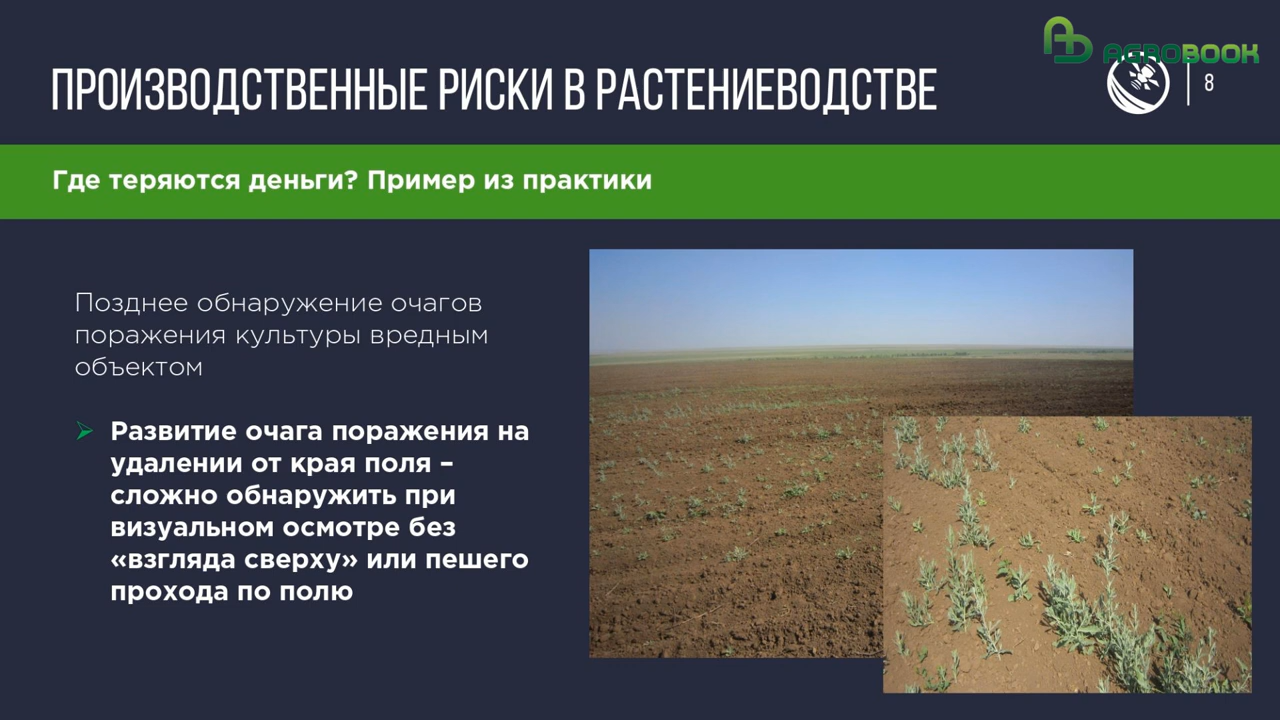 AGROBOOK
ПРОИЗВОДСТВЕННЫЕ РИСКИ В РАСТЕНИЕВОДСТВЕ
8
Где теряются деньги? Пример из практики
Позднее обнаружение очагов
поражения культуры вредным
объектом
Развитие очага поражения на
удалении от края поля –
сложно обнаружить при
визуальном осмотре без
«взгляда сверху» или пешего
прохода по полю